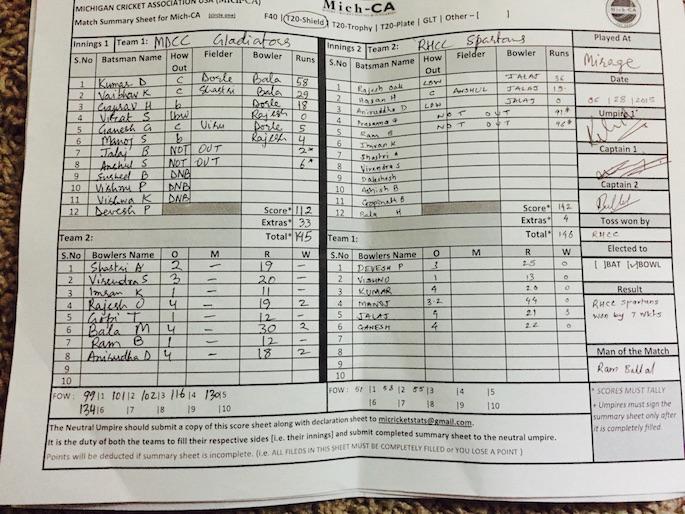 MICHIGAN CRICKET ASSOCIATION USA (Mich-CA)
Match Summary Sheet for Mich-CA (circle one) F40 | T20-Shield | T20-Trophy | T20-Plate | GLT | Other – [ ]
Mich-CA
Mich-CA
Innings 1 Team 1: MDCC Gladiators
S.No Batsman Name How Out Fielder Bowler Runs
1 Kumar D c Dorle Bala 58
2 Vaibhav K c Shastri Bala 29
3 Gaurav H b Dorle 18
4 Vikrat S lbw Rajesh 0
5 Ganesh G c Dorle 5
6 Manoj S b Rajesh 4
7 Jalaj B NOT OUT 2*
8 Anshul S NOT OUT 6*
9 Susheel B DNB
10 Vishnu P DNB
11 Vishwa K DNB
12 Devesh P Score* 112
Extras* 33
Total* 145
Innings 2 Team 2: RHCC Spartans
S.No Batsman Name How Out Fielder Bowler Runs
1 Rajesh LBW JALAJ 36
2 Hasan H C ANSHUL JALAJ
3 Anirudha D LBW JALAJ 0
4 Prasanna G NOT OUT
5 Ram B NOT OUT
6 Imran K
7 Shastri A
8 Virendra S
9
10 Ashish B
11 Gopinath
12 Bala H Score* 142
Extras* 4
Total* 146
Team 2:
S.No Bowlers Name O M R W
1 Shastri A 2 – 19 –
2 Virendra S 3 – 20 –
3 Imran K 1 – 11 –
4 Rajesh O 4 – 19 2
5 Gopi T 1 – 12 –
6 Bala M 4 – 30 2
7 Ram B 1 – 12 –
8 Anirudha D 4 – 18 2
9
10
Team 1:
S.No Bowlers Name O M R W
1 DEVESH P 3 25 0
2 VISHNU 1 13 0
3 KUMAR 4 20 0
4 MANOJ 3.2 44 0
5 JALAJ 4 21 3
6 GANESH 4 22 0
7
8
9
10
FOW: 99|1 101|2 102|3 116|4 130|5
134|6 |7 |8 |9 |10
FOW: 51 |1 53 |2 55 |3 |4 |5
|6 |7 |8 |9 |10
The Neutral Umpire should submit a copy of this score sheet along with declaration sheet to micricketstats@gmail.com.
It is the duty of both the teams to fill their respective sides [i.e. their innings] and submit completed summary sheet to the neutral umpire.
Points will be deducted if summary sheet is incomplete. (i.e. ALL FILEDS IN THIS SHEET MUST BE COMPLETELY FILLED or YOU LOSE A POINT )
Played At
Mirage
Date
06 | 28 | 2015
Umpire 1
Captain 1
Captain 2
Toss won by
RHCC
Elected to
[ ]BAT [✓]BOWL
Result
RHCC Spartans
won by 7 wkts
Man of the Match
Ram Ballal
* SCORES MUST TALLY
+ Umpires must sign the
summary sheet only after
it is completely filled.